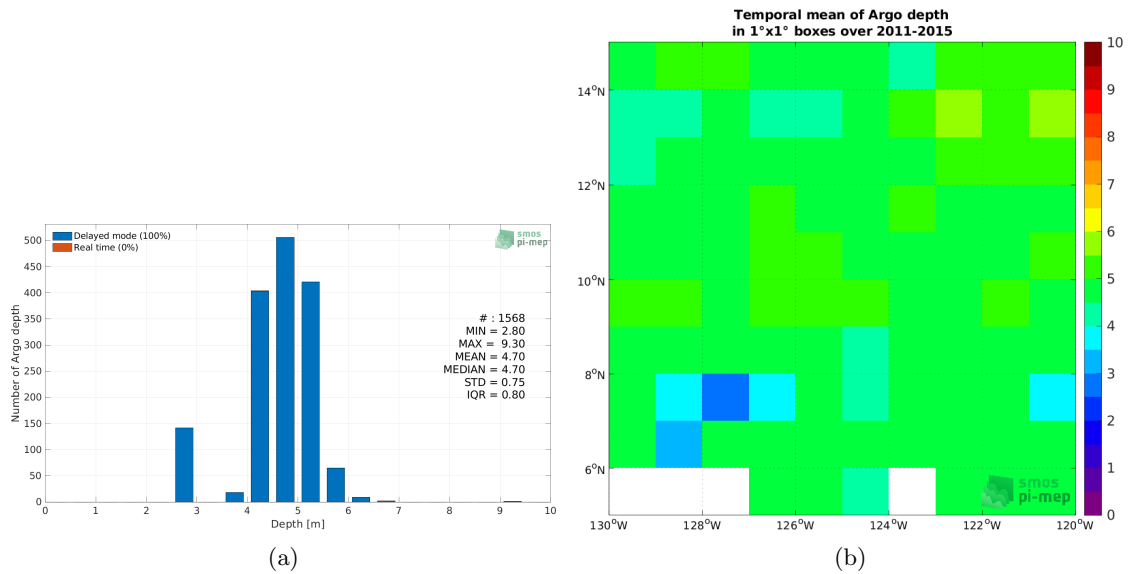 Delayed mode (100%)
Real time (0%)
smos
pi-mep
Number of Argo depth
500
450
400
350
300
250
200
150
100
50
0
# : 1568
MIN = 2.80
MAX = 9.30
MEAN = 4.70
MEDIAN = 4.70
STD = 0.75
IQR = 0.80
0 1 2 3 4 5 6 7 8 9 10
Depth [m]
(a)
Temporal mean of Argo depth
in 1°x1° boxes over 2011-2015
14°N
12°N
10°N
8°N
6°N
130°W 128°W 126°W 124°W 122°W 120°W
smos
pi-mep
10
9
8
7
6
5
4
3
2
1
0
(b)